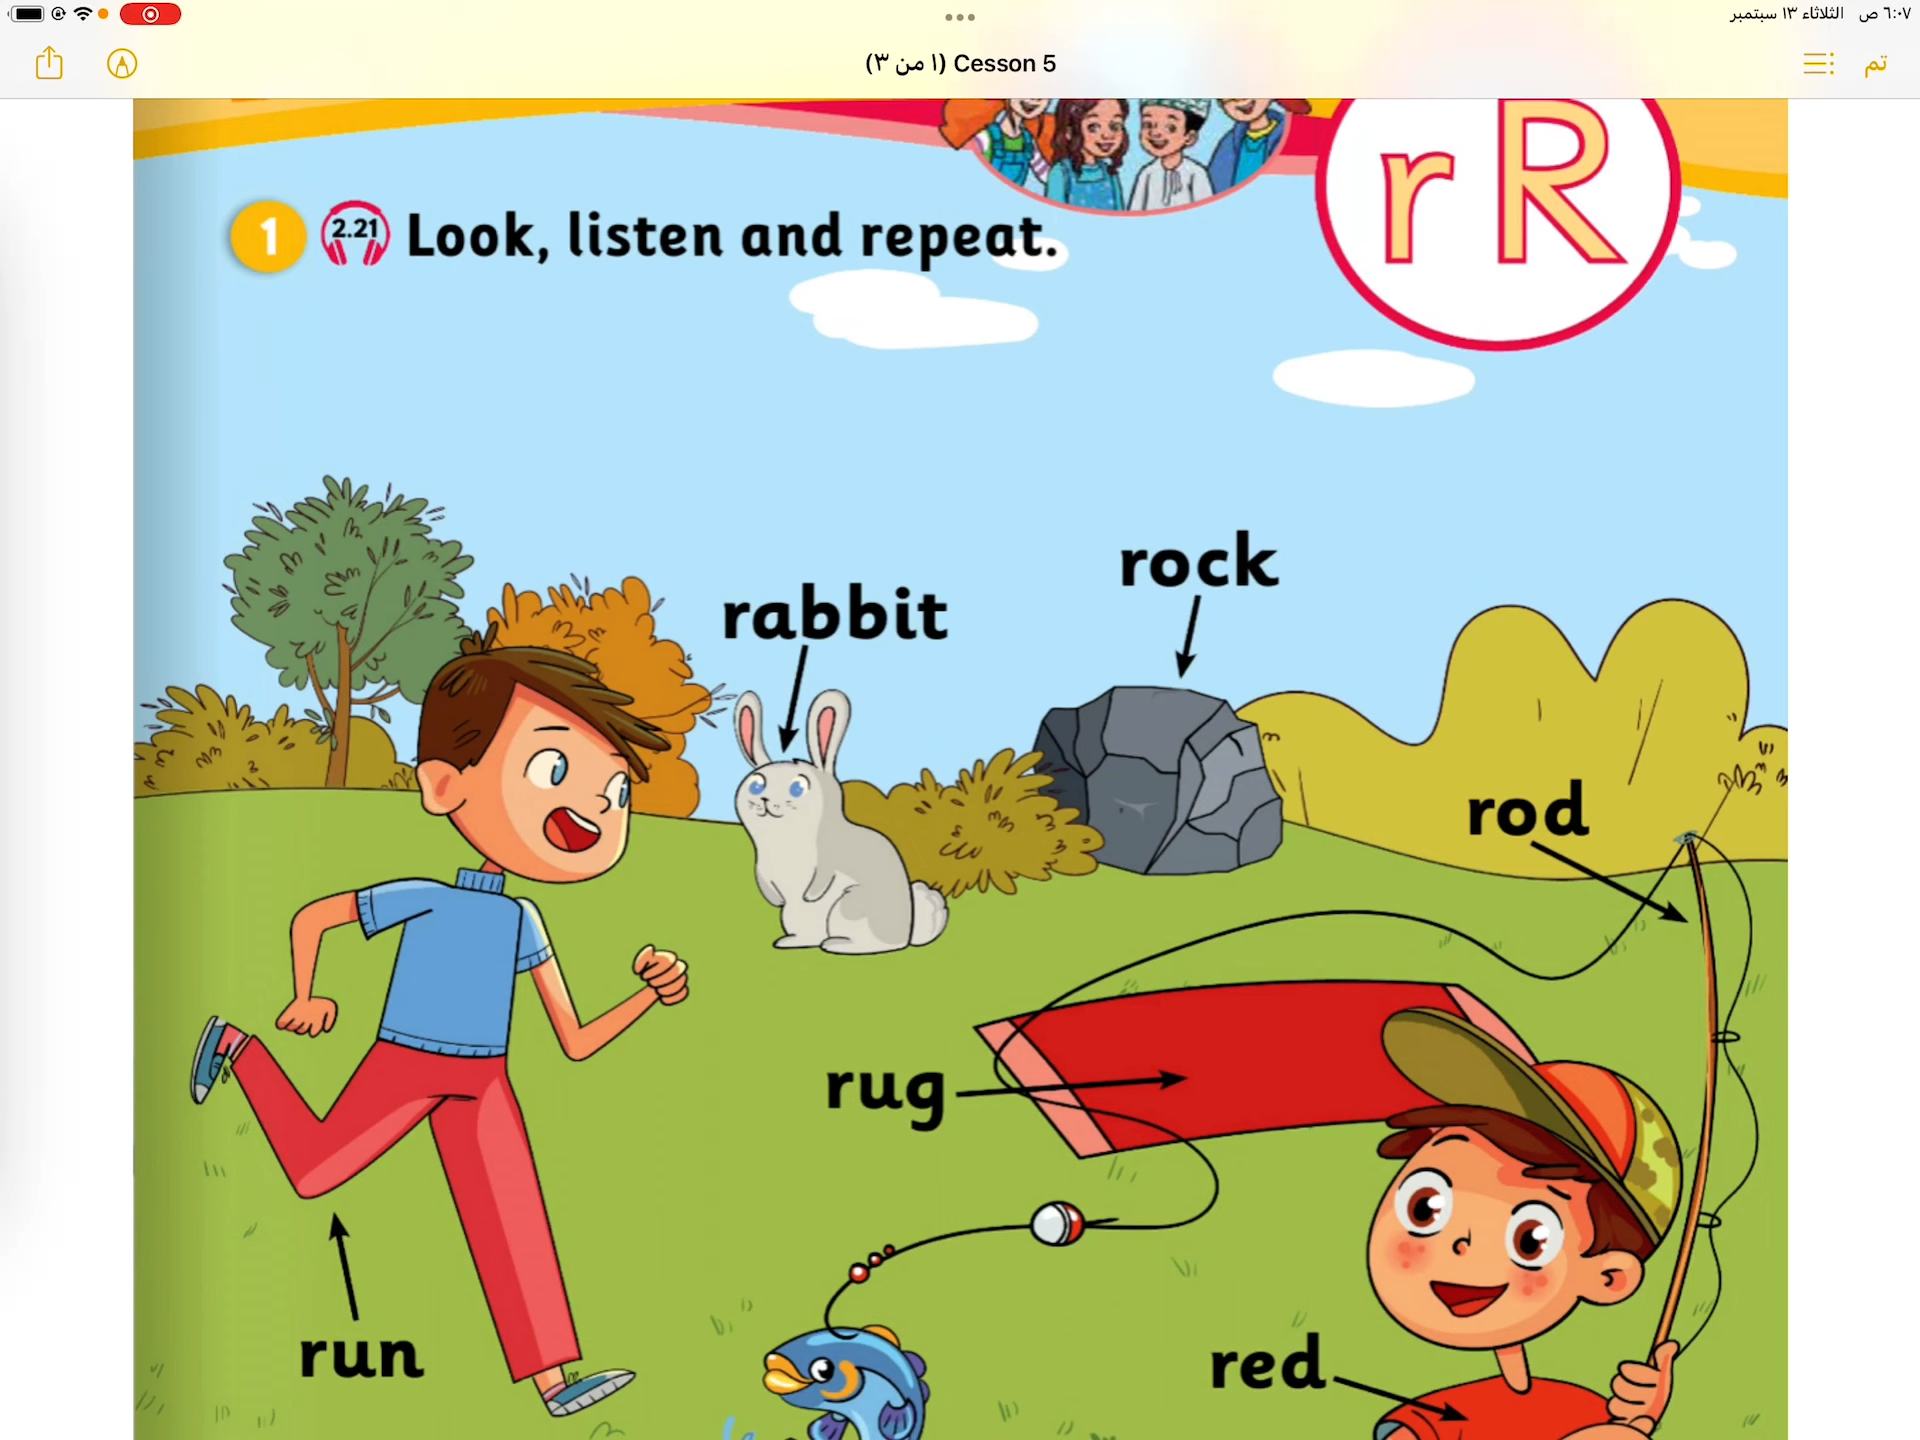 ٦:٠٧ ص الثلاثاء ١٣ سبتمبر
Cesson 5 (١ من ٣)
تم
r R
1 2.21 Look, listen and repeat.
rock
rabbit
rod
rug
run
red